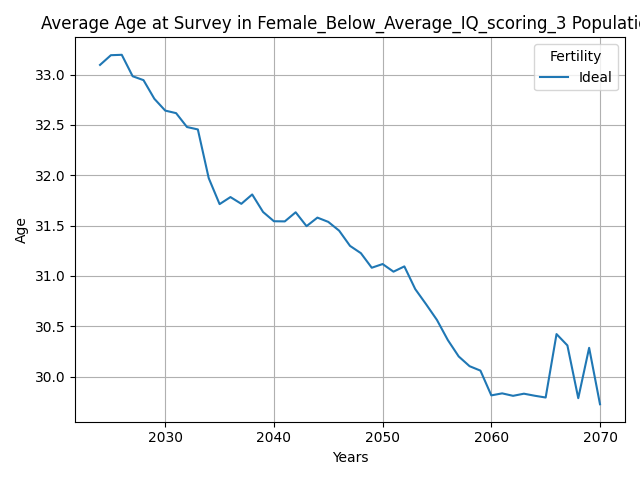 Average Age at Survey in Female_Below_Average_IQ_scoring_3 Populatio
Fertility
Ideal
33.0
32.5
32.0
31.5
31.0
30.5
30.0
Age
2030 2040 2050 2060 2070
Years